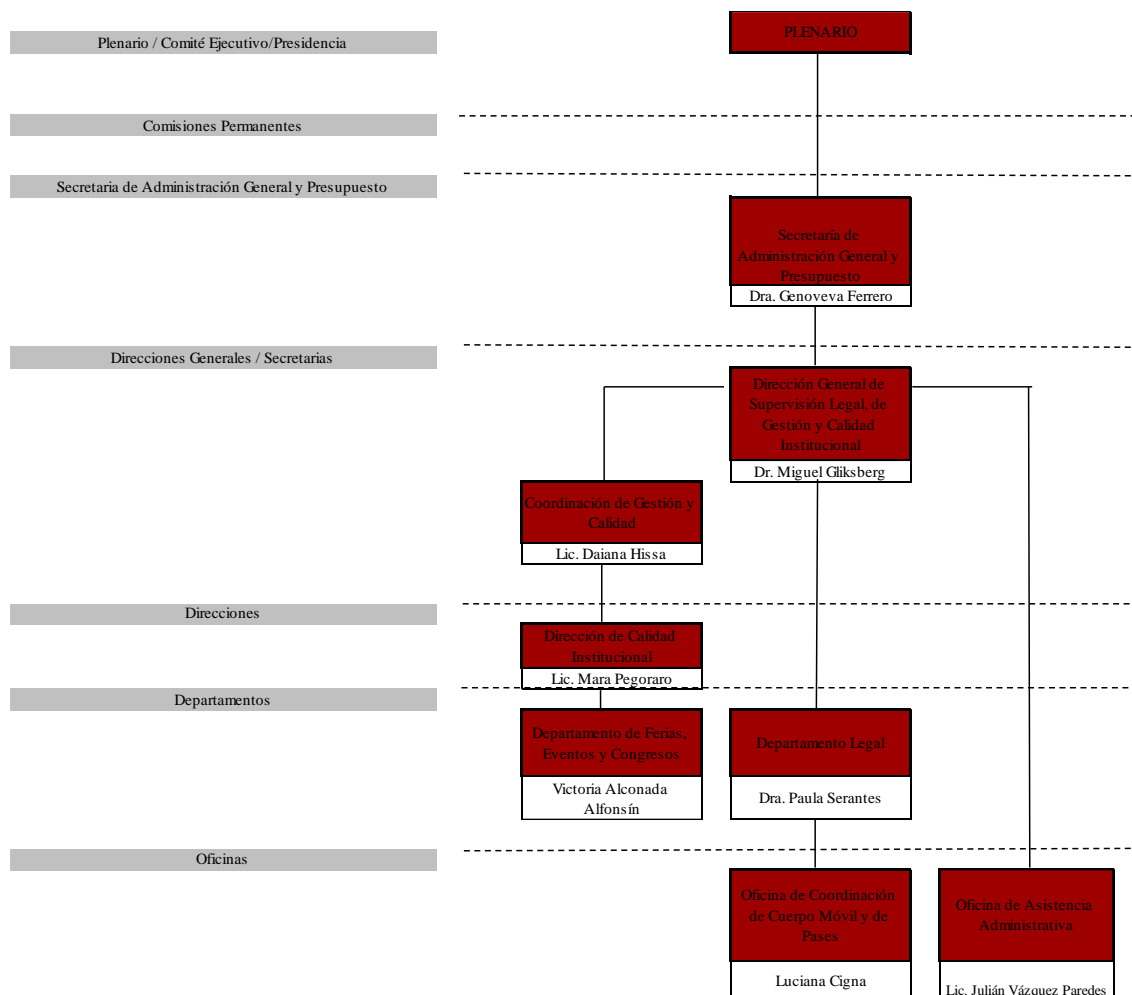 Plenario / Comité Ejecutivo/Presidencia
PLENARIO
Comisiones Permanentes
Secretaria de Administración General y Presupuesto
Secretaría de
Administración General y
Presupuesto
Dra. Genoveva Ferrero
Direcciones Generales / Secretarias
Dirección General de
Supervisión Legal, de
Gestión y Calidad
Institucional
Dr. Miguel Gliksberg
Coordinación de Gestión y
Calidad
Lic. Daiana Hissa
Direcciones
Dirección de Calidad
Institucional
Lic. Mara Pegoraro
Departamentos
Departamento de Ferias,
Eventos y Congresos
Victoria Alconada
Alfonsín
Departamento Legal
Dra. Paula Serantes
Oficinas
Oficina de Coordinación
de Cuerpo Móvil y de
Pases
Luciana Cigna
Oficina de Asistencia
Administrativa
Lic. Julián Vázquez Paredes